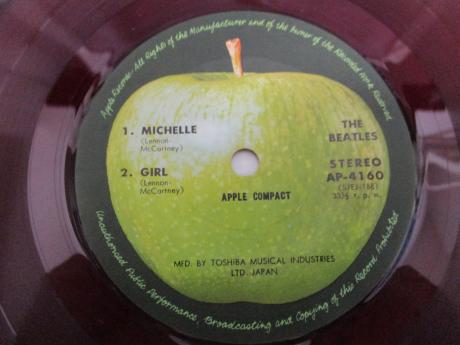 Apple Records · All Rights of the Manufacturer and of the Owner of the Recorded Work Reserved
1. MICHELLE
(Lennon-
McCartney)
2. GIRL
(Lennon-
McCartney)
THE
BEATLES
STEREO
AP-4160
33⅓ r. p. m.
APPLE COMPACT
MFD. BY TOSHIBA MUSICAL INDUSTRIES
LTD. JAPAN
Unauthorised Public Performance, Broadcasting and Copying of this Record Prohibited